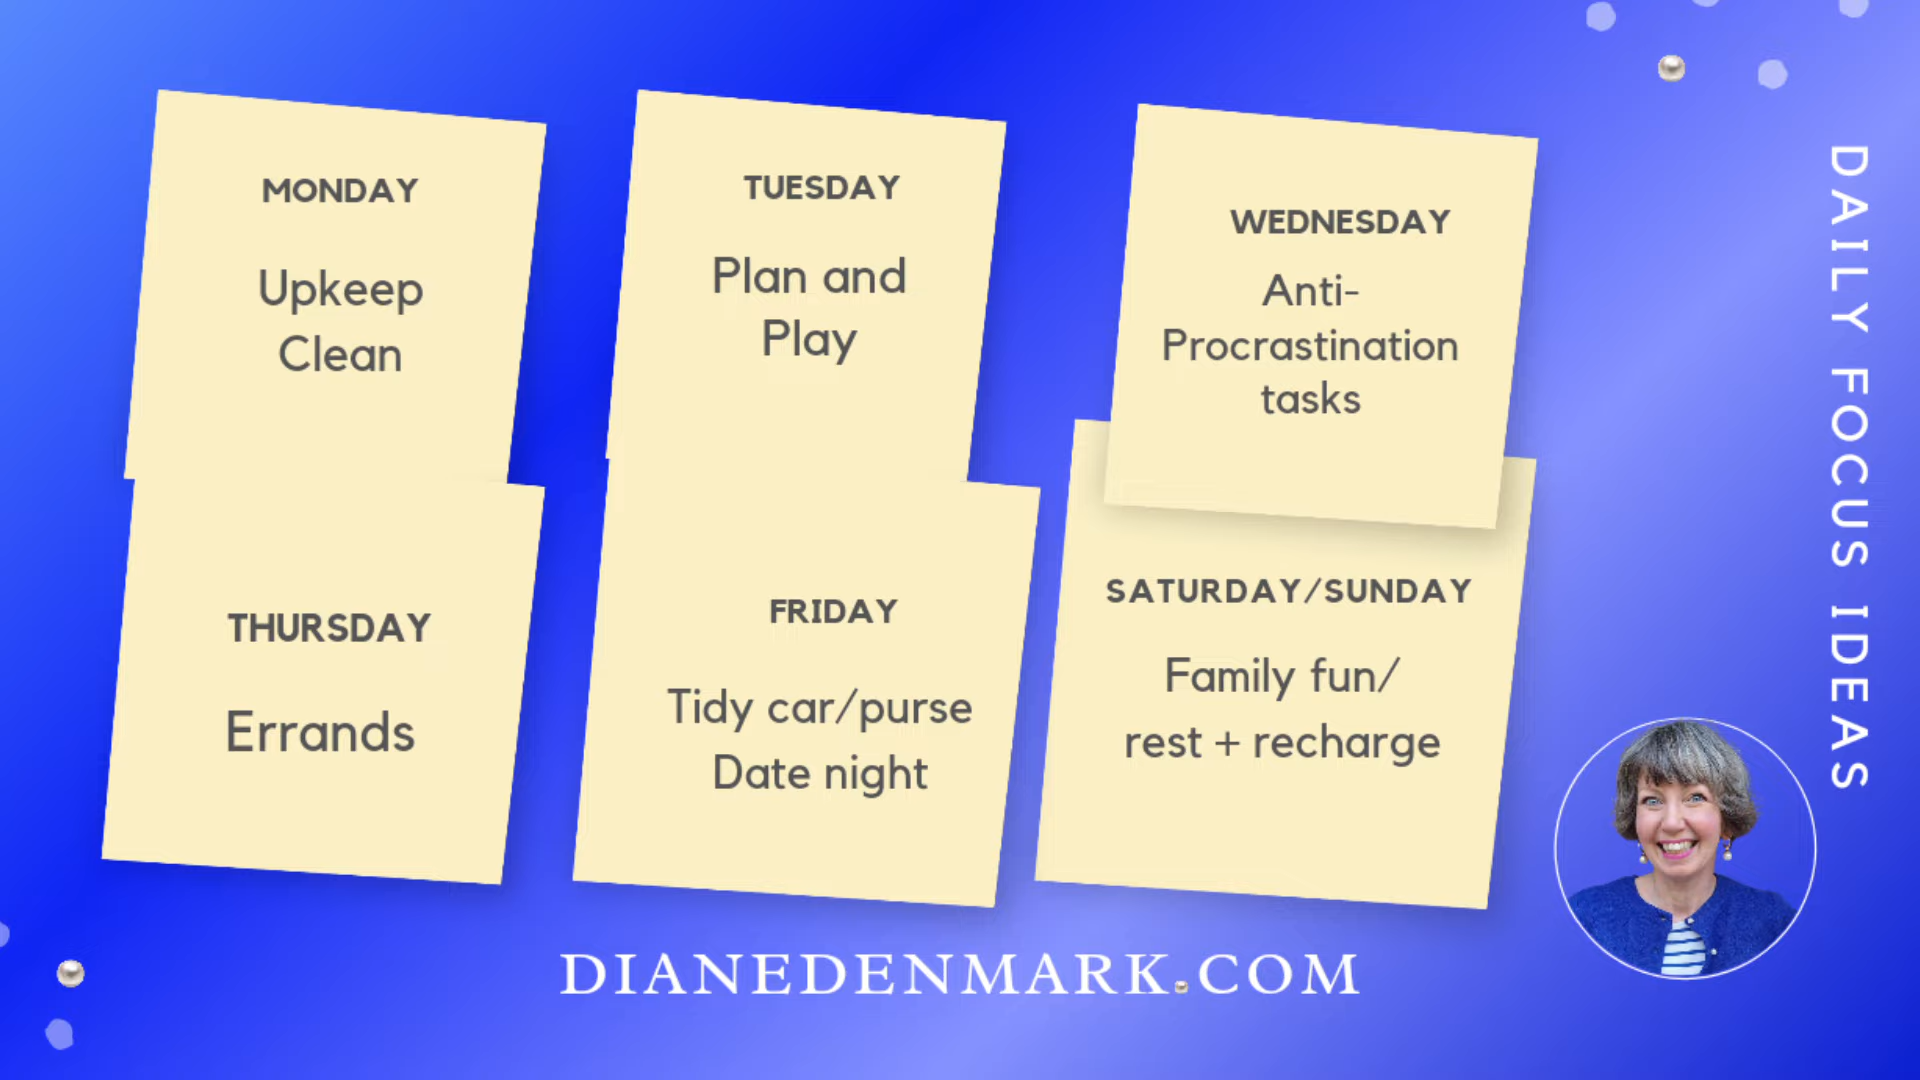 MONDAY
Upkeep
Clean
TUESDAY
Plan and
Play
WEDNESDAY
Anti-
Procrastination
tasks
THURSDAY
Errands
FRIDAY
Tidy car/purse
Date night
SATURDAY/SUNDAY
Family fun/
rest + recharge
DAILY FOCUS IDEAS
DIANEDENMARK.COM